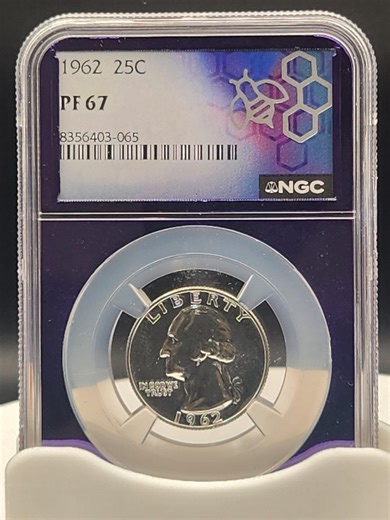 1962 25C
PF 67
8356403-065
NGC
LIBERTY
IN GOD WE
TRUST
1962